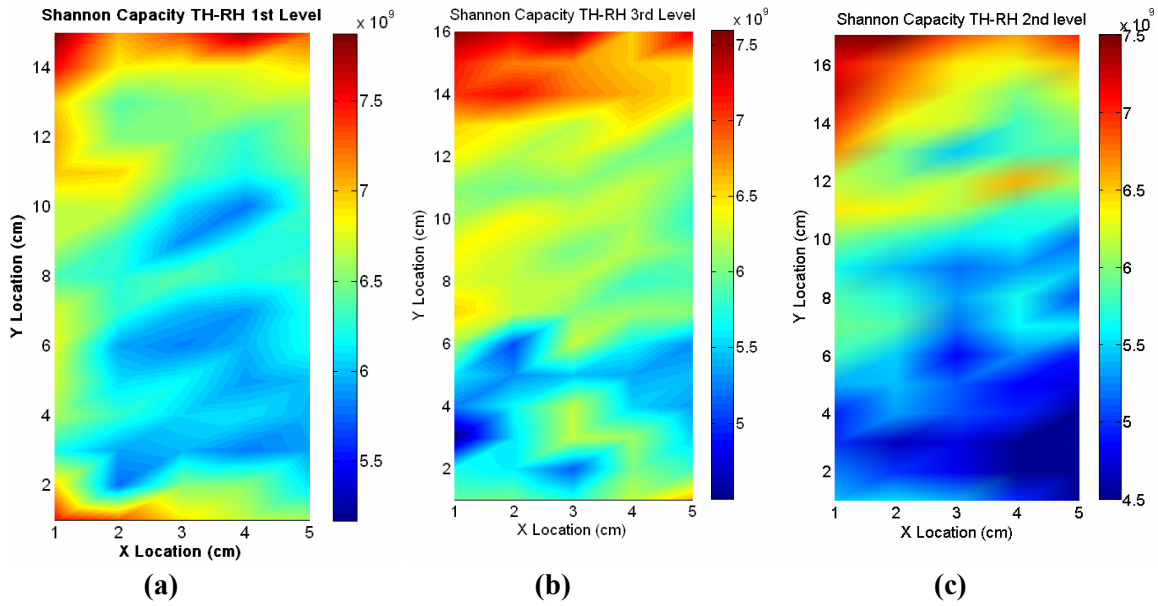 Shannon Capacity TH-RH 1st Level
x 10^9
14
12
10
8
6
4
2
1 2 3 4 5
7.5
7
6.5
6
5.5
Y Location (cm)
X Location (cm)
(a)
Shannon Capacity TH-RH 3rd Level
x 10^9
16
14
12
10
8
6
4
2
1 2 3 4 5
7.5
7
6.5
6
5.5
5
Y Location (cm)
X Location (cm)
(b)
Shannon Capacity TH-RH 2nd level
x 10^9
16
14
12
10
8
6
4
2
1 2 3 4 5
7.5
7
6.5
6
5.5
5
4.5
Y Location (cm)
X Location (cm)
(c)